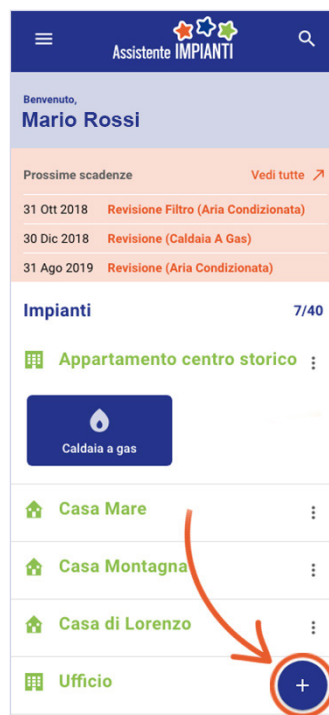 Assistente IMPIANTI
Benvenuto,
Mario Rossi
Prossime scadenze Vedi tutte
31 Ott 2018 Revisione Filtro (Aria Condizionata)
30 Dic 2018 Revisione (Caldaia A Gas)
31 Ago 2019 Revisione (Aria Condizionata)
Impianti 7/40
Appartamento centro storico
Caldaia a gas
Casa Mare
Casa Montagna
Casa di Lorenzo
Ufficio